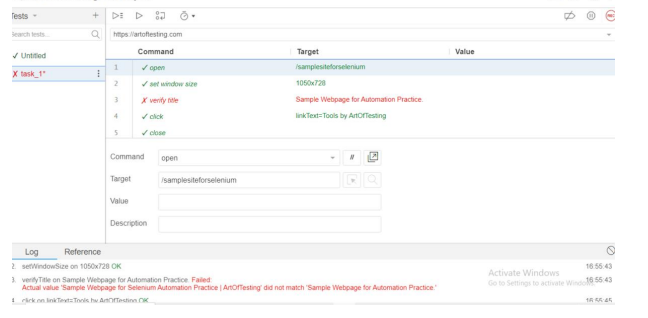 Tests
REC
Search tests...
https://artoftesting.com
Command Target Value
✓ Untitled
✗ task_1*
1 ✓ open /samplesiteforselenium
2 ✓ set window size 1050x728
3 ✗ verify title Sample Webpage for Automation Practice
4 ✓ click linkText=Tools by ArtOfTesting
5 ✓ close
Command open //
Target /samplesiteforselenium
Value
Description
Log Reference
2. setWindowSize on 1050x728 OK 16:55:43
3. verifyTitle on Sample Webpage for Automation Practice Failed: 16:55:43
Actual value 'Sample Webpage for Selenium Automation Practice | ArtOfTesting' did not match 'Sample Webpage for Automation Practice.'
Activate Windows
Go to Settings to activate Windows.
4. click on linkText=Tools by ArtOfTesting OK 16:55:45